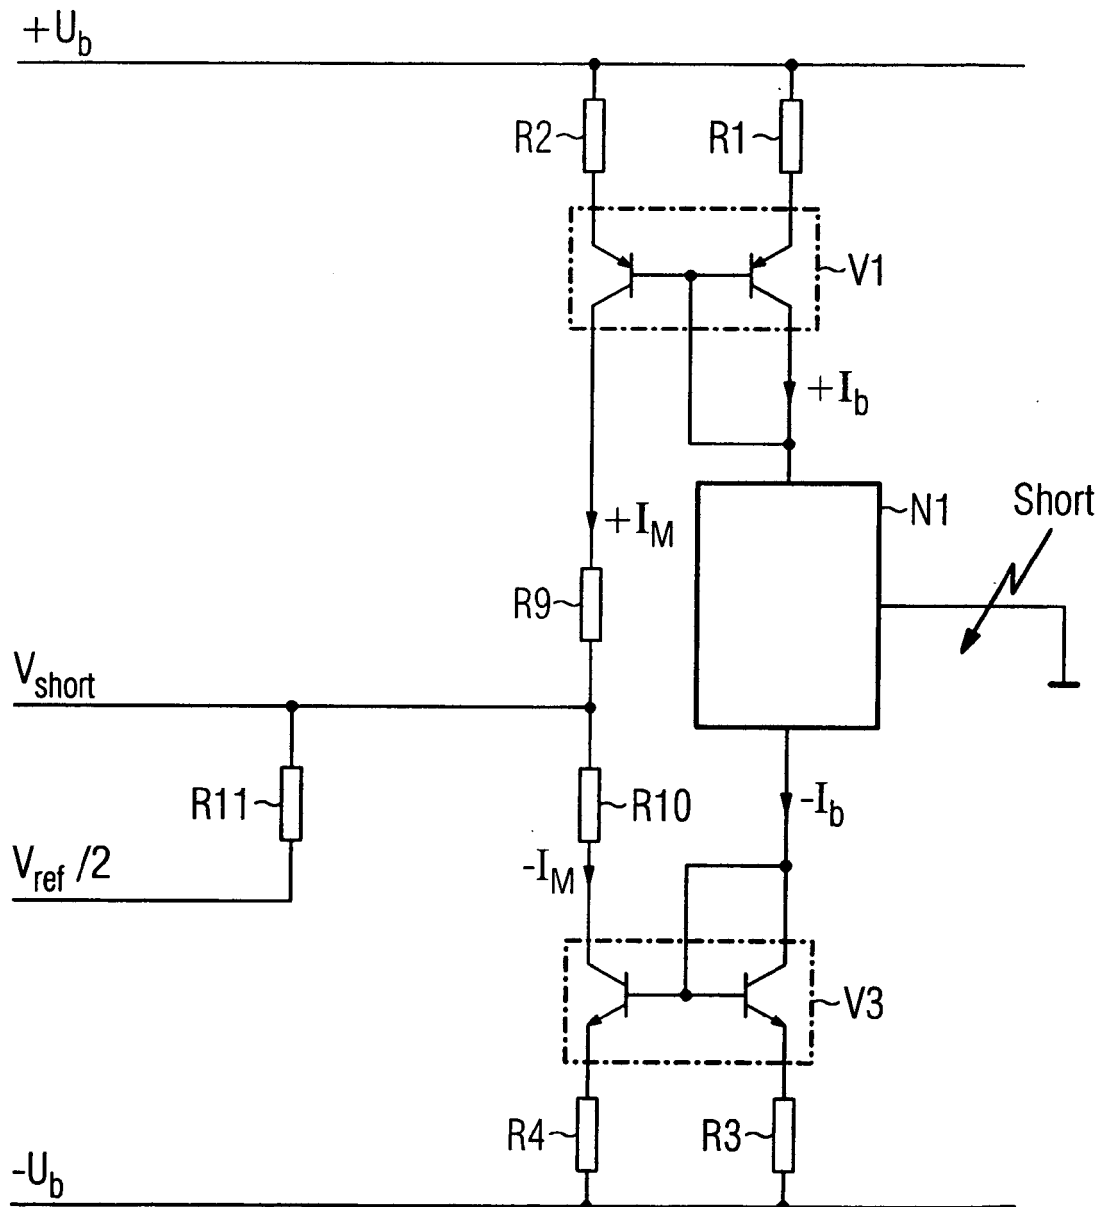 +U_b
R2
R1
V1
+I_b
+I_M
N1
Short
R9
V_short
R11
R10
-I_b
V_ref /2
-I_M
V3
R4
R3
-U_b